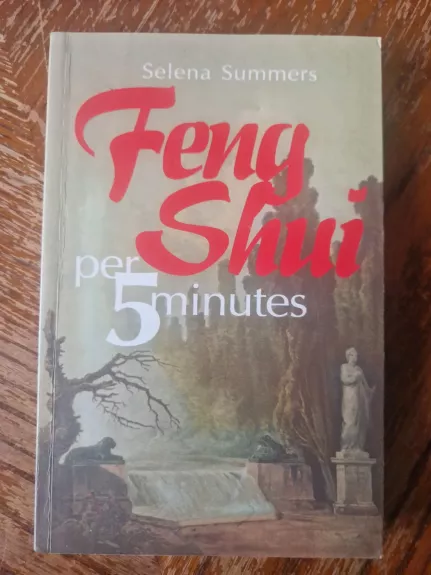 Selena Summers
Feng
Shui
per
5 minutes